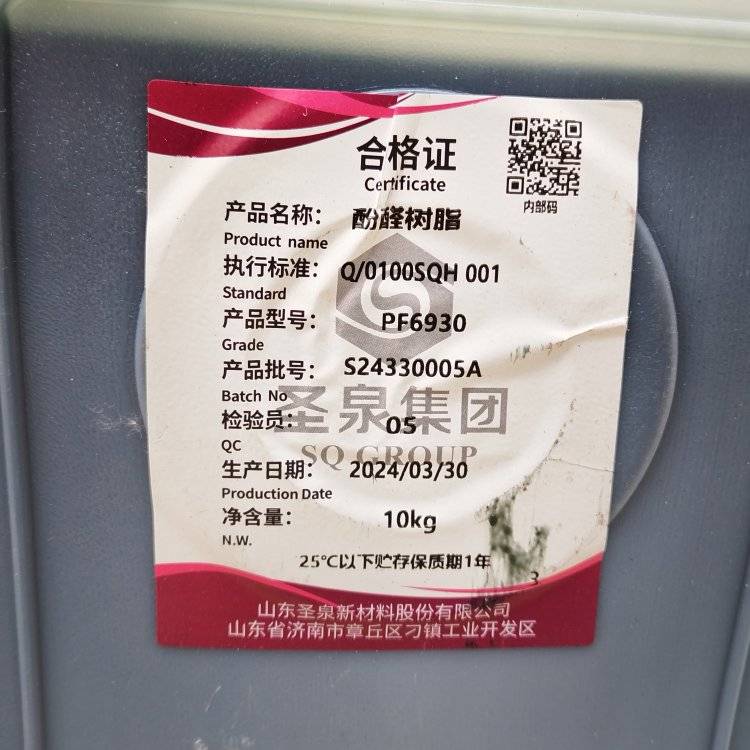 合格证
Certificate
内部码
产品名称： 酚醛树脂
Product name
执行标准： Q/0100SQH 001
Standard
产品型号： PF6930
Grade
产品批号： S24330005A
Batch No
圣泉集团
检验员： 05
QC
SQ GROUP
生产日期： 2024/03/30
Production Date
净含量： 10kg
N.W.
25℃以下贮存保质期1年
3
山东圣泉新材料股份有限公司
山东省济南市章丘区刁镇工业开发区